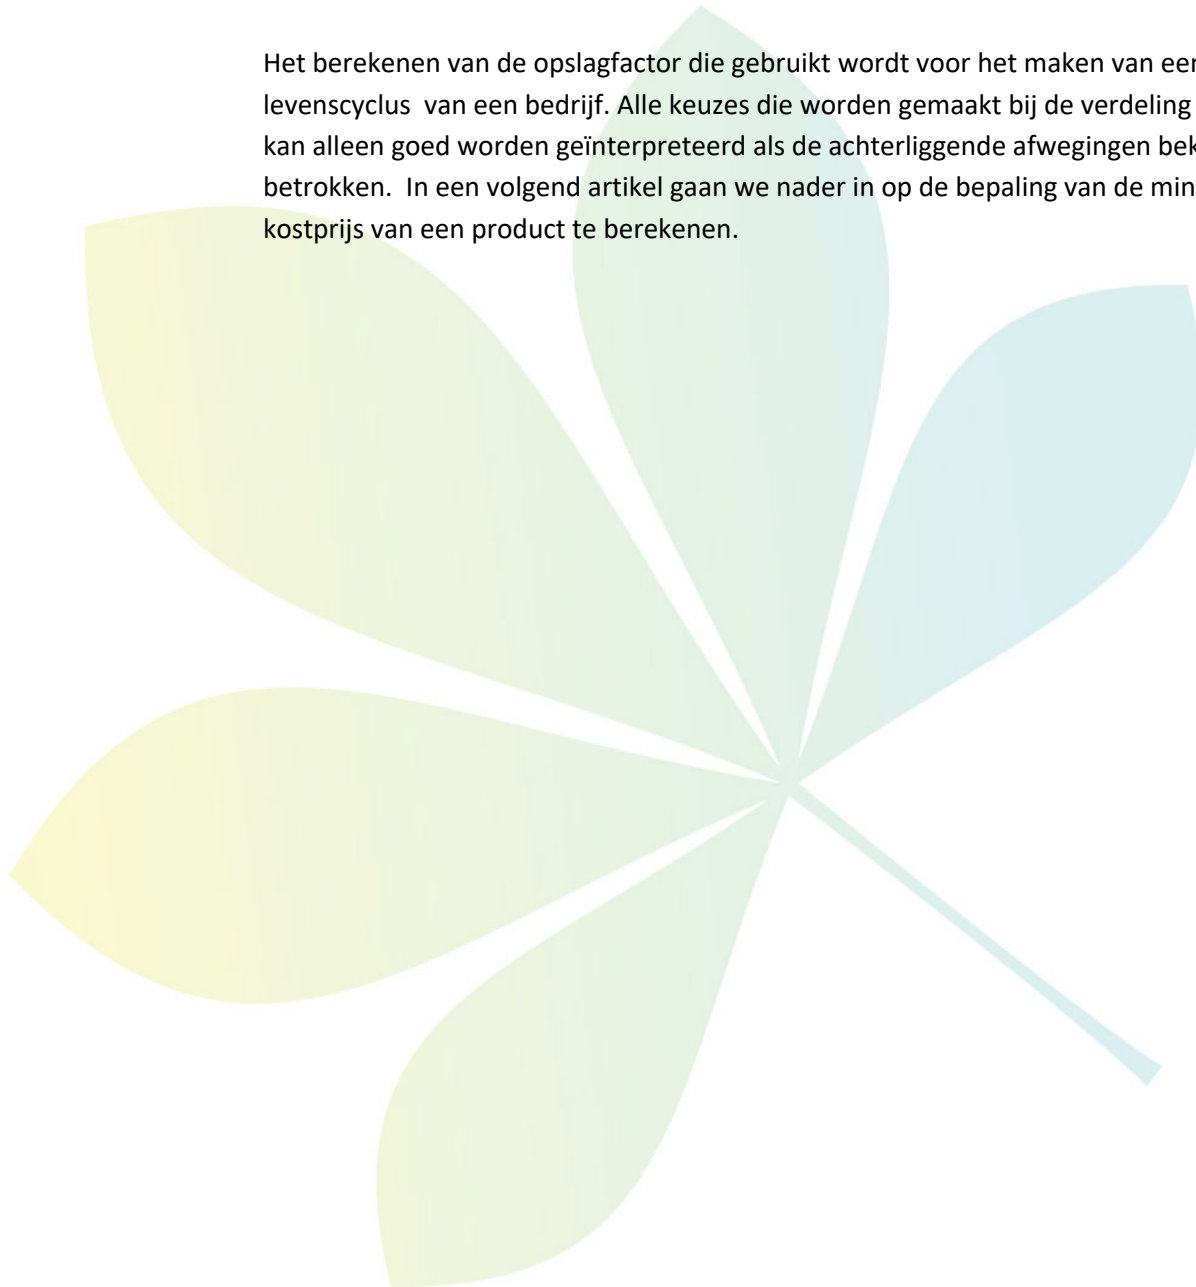 Het berekenen van de opslagfactor die gebruikt wordt voor het maken van een
levenscyclus  van een bedrijf. Alle keuzes die worden gemaakt bij de verdeling
kan alleen goed worden geïnterpreteerd als de achterliggende afwegingen bek
betrokken.  In een volgend artikel gaan we nader in op de bepaling van de min
kostprijs van een product te berekenen.